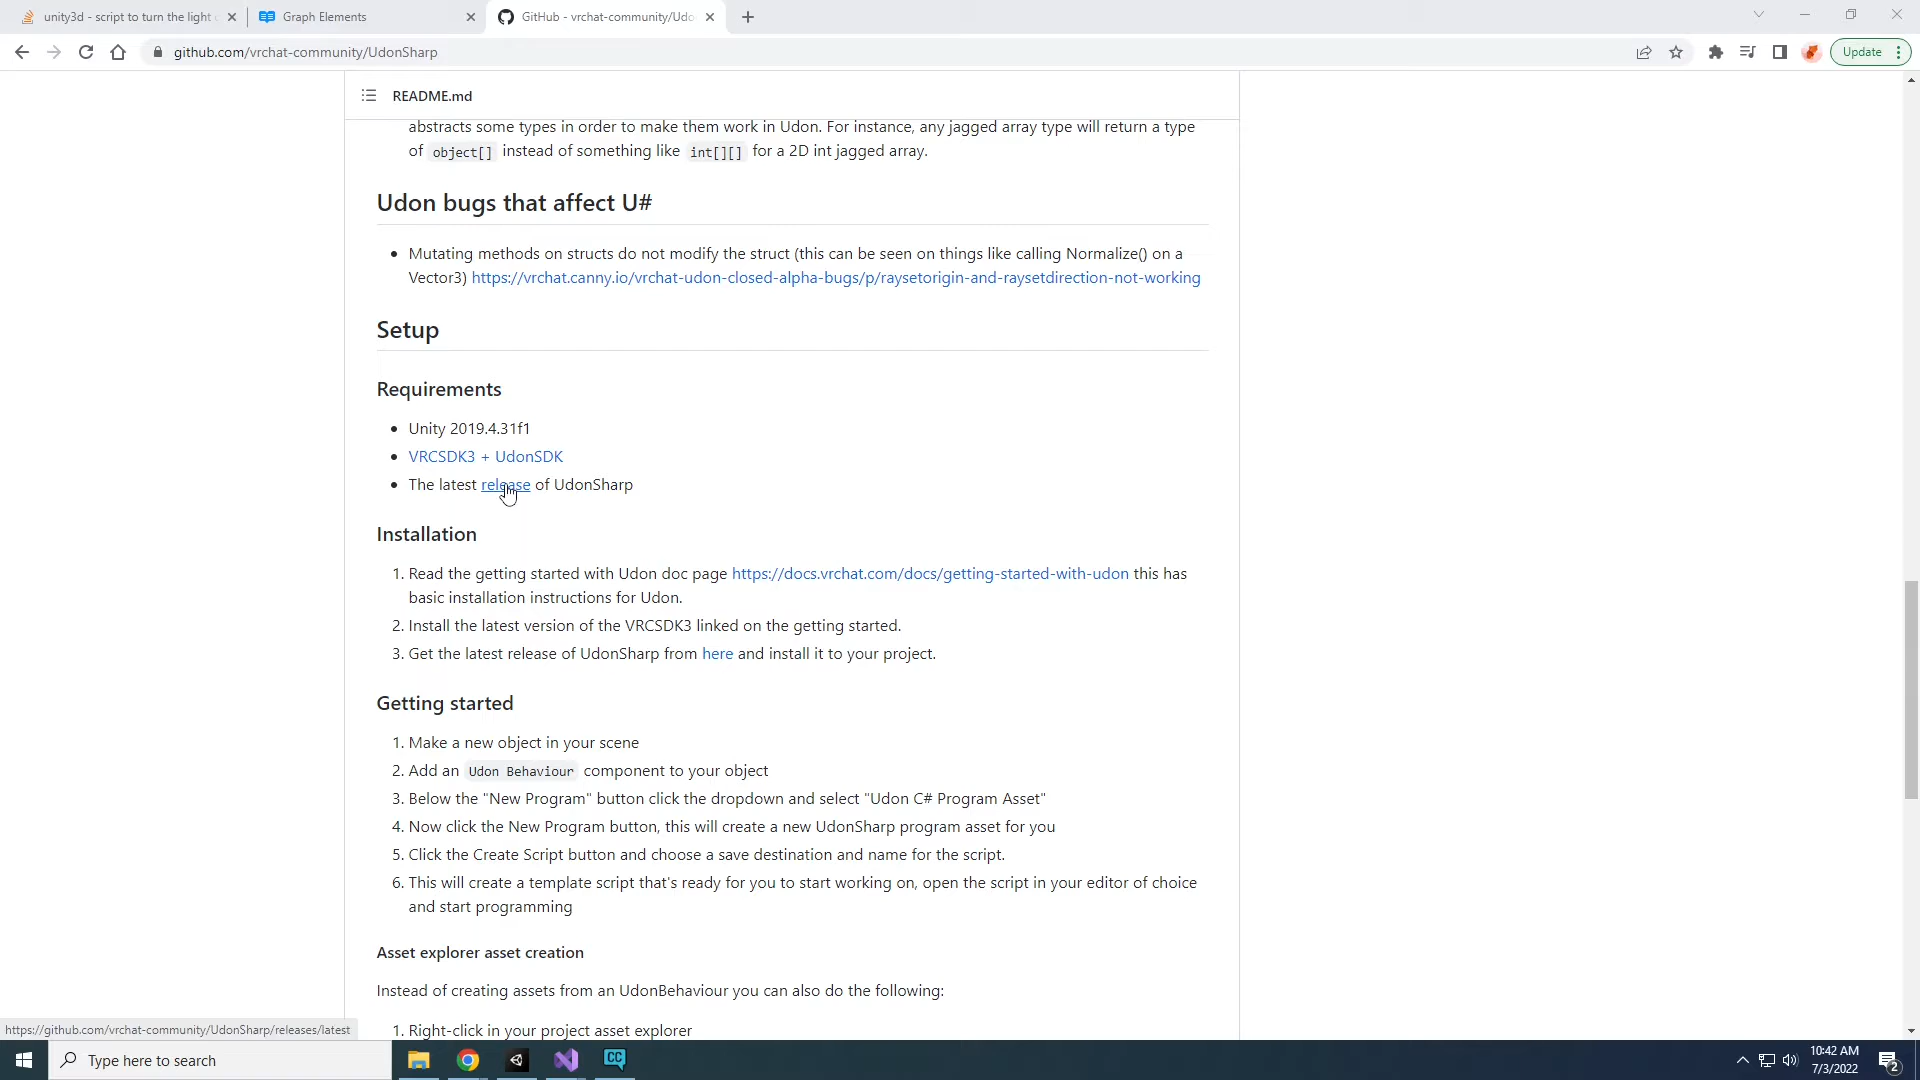 unity3d - script to turn the light
Graph Elements
GitHub - vrchat-community/Udo
github.com/vrchat-community/UdonSharp
Update
README.md
abstracts some types in order to make them work in Udon. For instance, any jagged array type will return a type
of object[] instead of something like int[][] for a 2D int jagged array.
Udon bugs that affect U#
Mutating methods on structs do not modify the struct (this can be seen on things like calling Normalize() on a
Vector3) https://vrchat.canny.io/vrchat-udon-closed-alpha-bugs/p/raysetorigin-and-raysetdirection-not-working
Setup
Requirements
Unity 2019.4.31f1
VRCSDK3 + UdonSDK
The latest release of UdonSharp
Installation
1. Read the getting started with Udon doc page https://docs.vrchat.com/docs/getting-started-with-udon this has
basic installation instructions for Udon.
2. Install the latest version of the VRCSDK3 linked on the getting started.
3. Get the latest release of UdonSharp from here and install it to your project.
Getting started
1. Make a new object in your scene
2. Add an Udon Behaviour component to your object
3. Below the "New Program" button click the dropdown and select "Udon C# Program Asset"
4. Now click the New Program button, this will create a new UdonSharp program asset for you
5. Click the Create Script button and choose a save destination and name for the script.
6. This will create a template script that's ready for you to start working on, open the script in your editor of choice
and start programming
Asset explorer asset creation
Instead of creating assets from an UdonBehaviour you can also do the following:
1. Right-click in your project asset explorer
https://github.com/vrchat-community/UdonSharp/releases/latest
Type here to search
CC
10:42 AM
7/3/2022
2